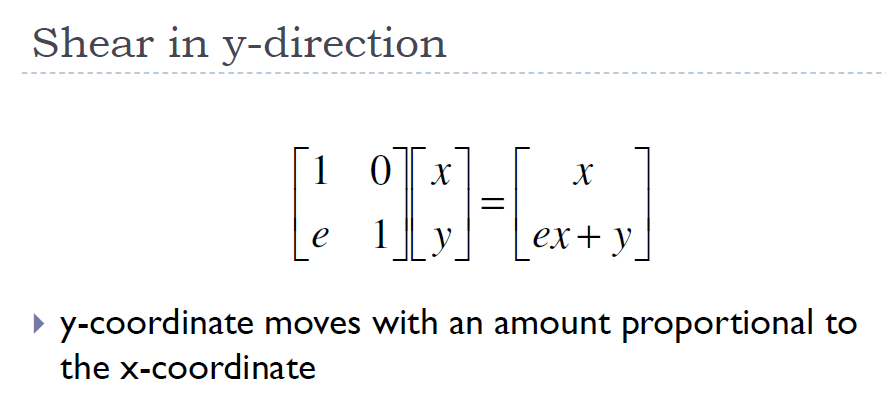 Shear in y-direction
[1 0] [x] = [x]
[e 1] [y] [ex + y]
y-coordinate moves with an amount proportional to
the x-coordinate